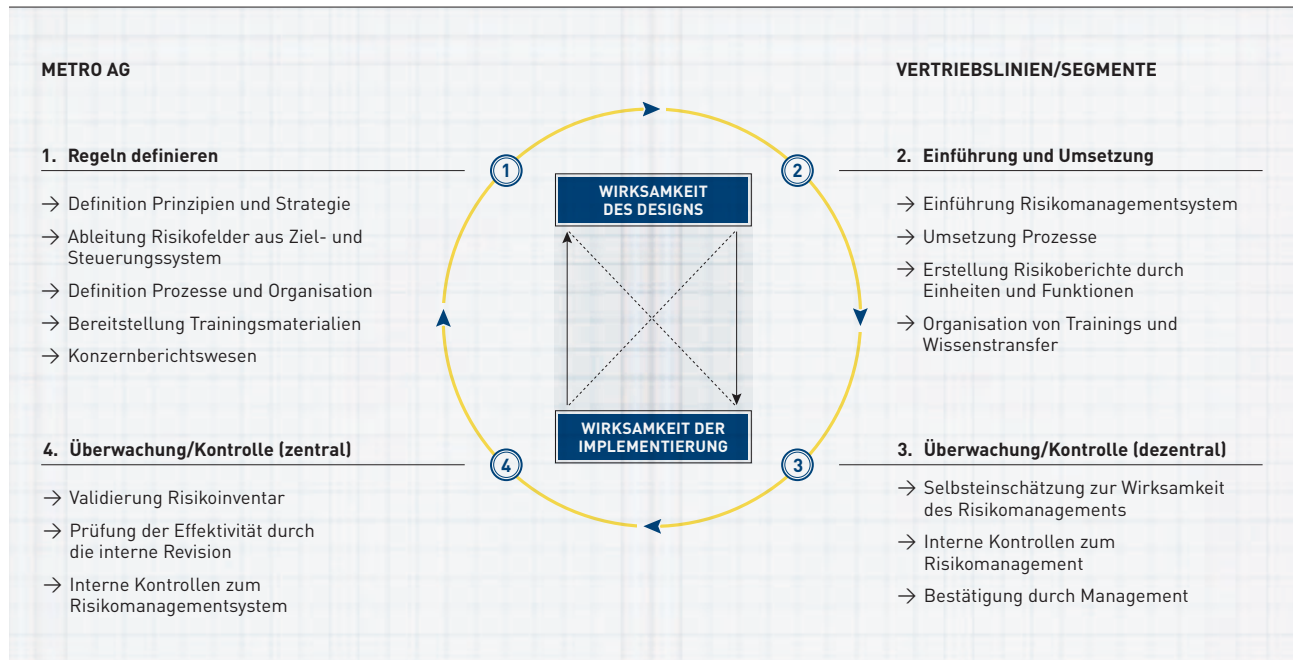 METRO AG
1. Regeln definieren
→ Definition Prinzipien und Strategie
→ Ableitung Risikofelder aus Ziel- und
Steuerungssystem
→ Definition Prozesse und Organisation
→ Bereitstellung Trainingsmaterialien
→ Konzernberichtswesen
VERTRIEBSLINIEN/SEGMENTE
2. Einführung und Umsetzung
→ Einführung Risikomanagementsystem
→ Umsetzung Prozesse
→ Erstellung Risikoberichte durch
Einheiten und Funktionen
→ Organisation von Trainings und
Wissenstransfer
1
2
WIRKSAMKEIT
DES DESIGNS
WIRKSAMKEIT DER
IMPLEMENTIERUNG
4
3
4. Überwachung/Kontrolle (zentral)
→ Validierung Risikoinventar
→ Prüfung der Effektivität durch
die interne Revision
→ Interne Kontrollen zum
Risikomanagementsystem
3. Überwachung/Kontrolle (dezentral)
→ Selbsteinschätzung zur Wirksamkeit
des Risikomanagements
→ Interne Kontrollen zum
Risikomanagement
→ Bestätigung durch Management